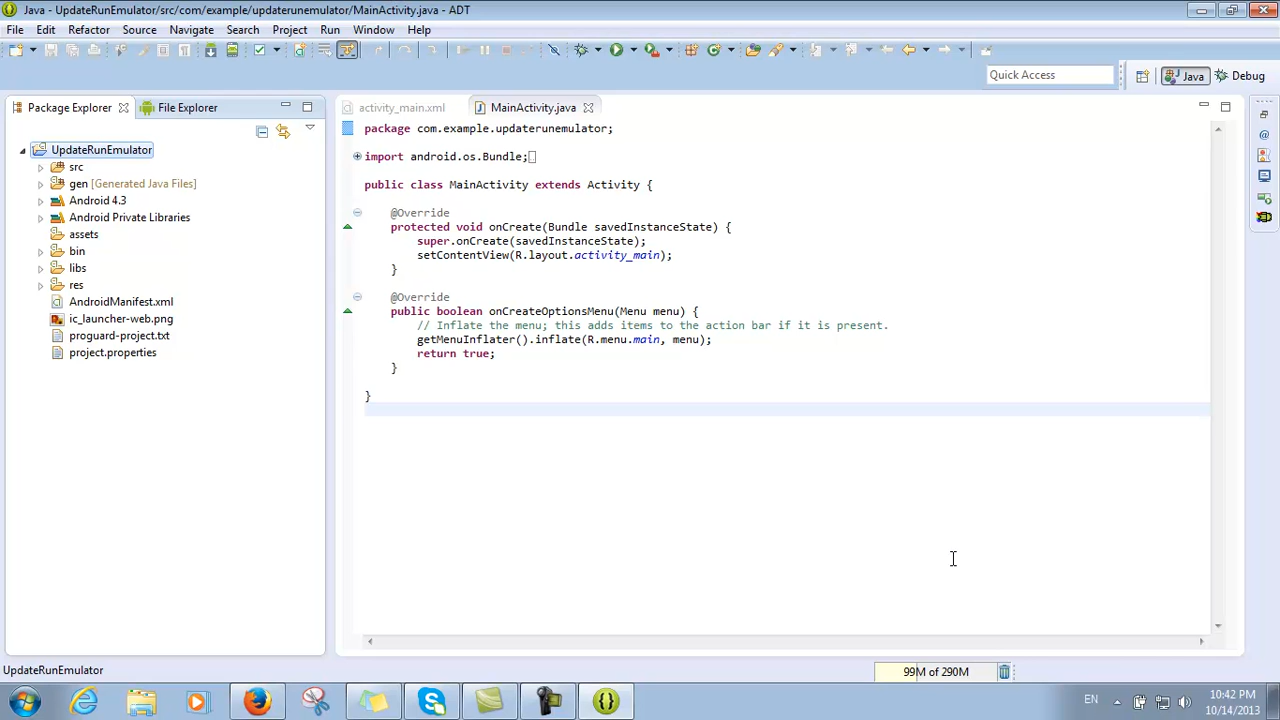 Java - UpdateRunEmulator/src/com/example/updaterunemulator/MainActivity.java - ADT
File Edit Refactor Source Navigate Search Project Run Window Help
Quick Access
Java
Debug
Package Explorer
File Explorer
UpdateRunEmulator
src
gen [Generated Java Files]
Android 4.3
Android Private Libraries
assets
bin
libs
res
AndroidManifest.xml
ic_launcher-web.png
proguard-project.txt
project.properties
activity_main.xml
MainActivity.java
package com.example.updaterunemulator;
import android.os.Bundle;
public class MainActivity extends Activity {
@Override
protected void onCreate(Bundle savedInstanceState) {
super.onCreate(savedInstanceState);
setContentView(R.layout.activity_main);
}
@Override
public boolean onCreateOptionsMenu(Menu menu) {
// Inflate the menu; this adds items to the action bar if it is present.
getMenuInflater().inflate(R.menu.main, menu);
return true;
}
}
UpdateRunEmulator
99M of 290M
EN
10:42 PM
10/14/2013